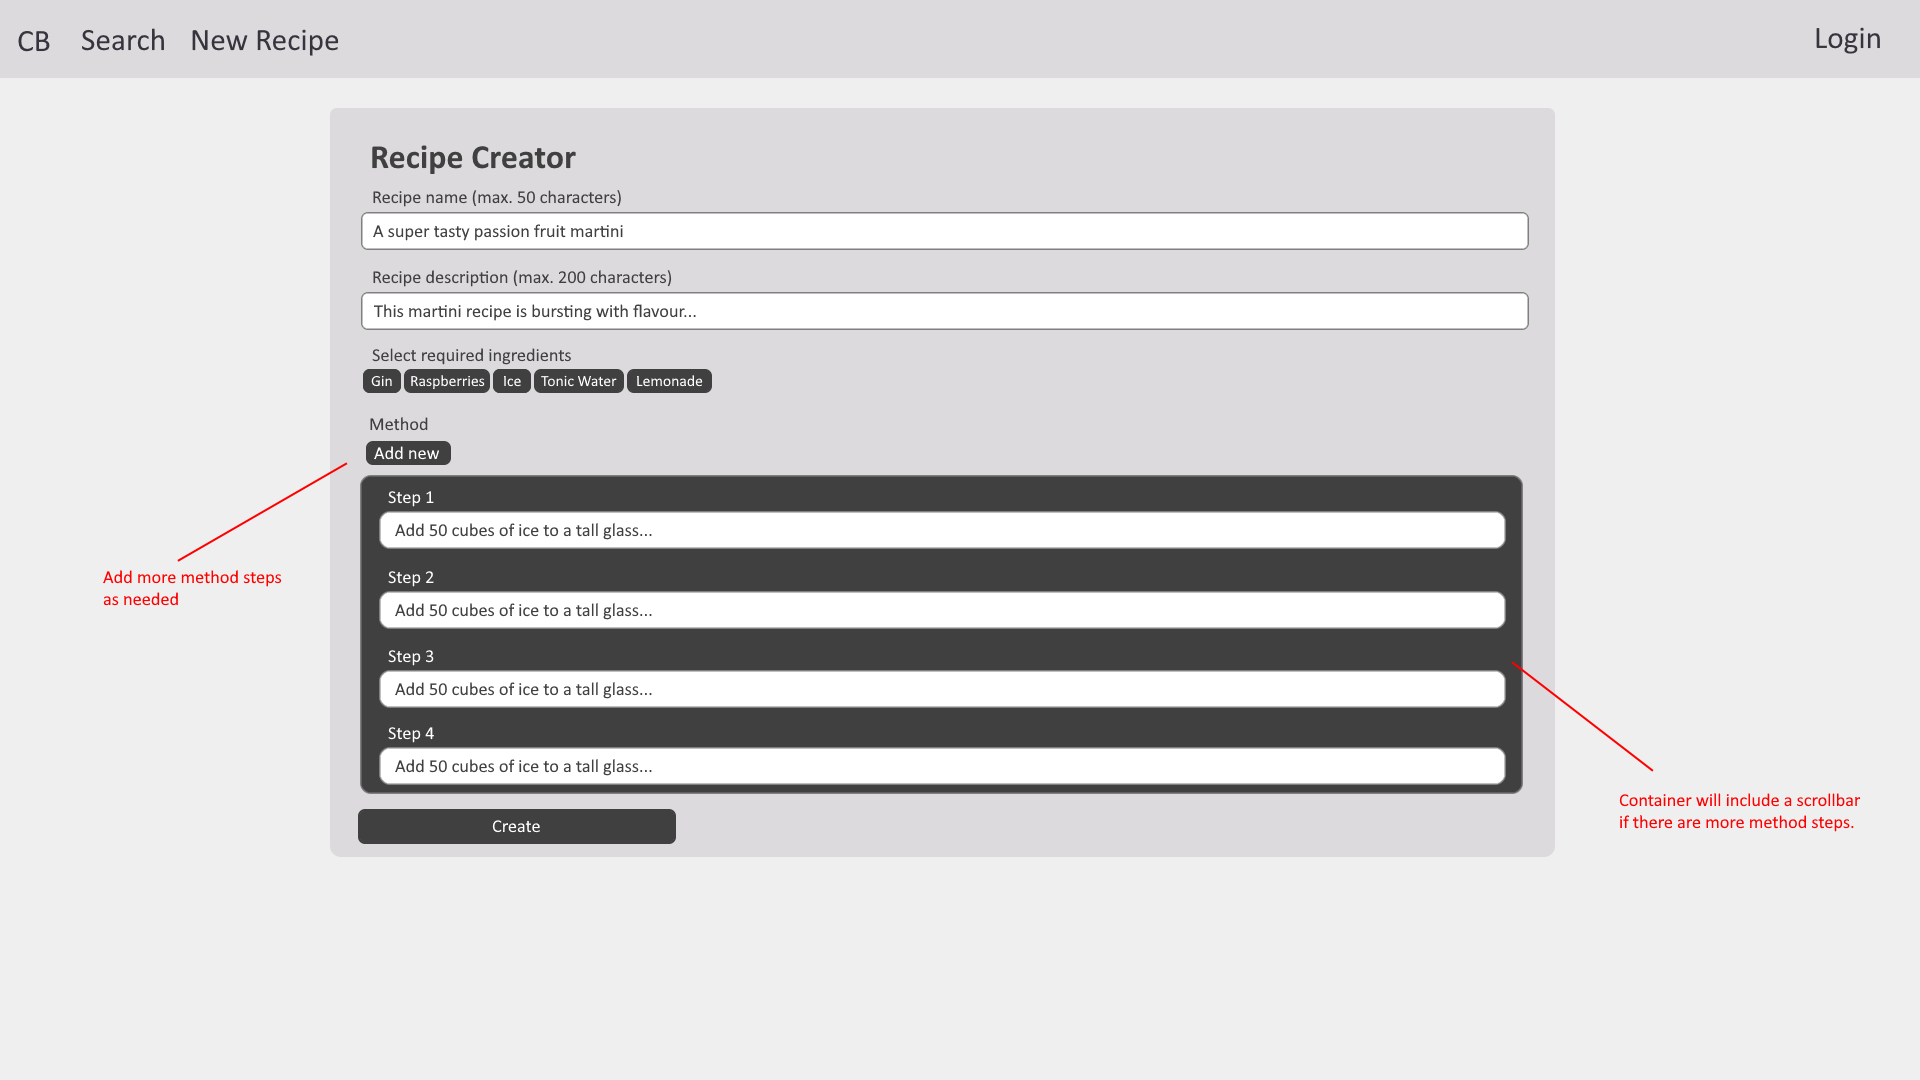 CB Search New Recipe Login
Recipe Creator
Recipe name (max. 50 characters)
A super tasty passion fruit martini
Recipe description (max. 200 characters)
This martini recipe is bursting with flavour...
Select required ingredients
Gin Raspberries Ice Tonic Water Lemonade
Method
Add new
Step 1
Add 50 cubes of ice to a tall glass...
Step 2
Add 50 cubes of ice to a tall glass...
Step 3
Add 50 cubes of ice to a tall glass...
Step 4
Add 50 cubes of ice to a tall glass...
Create
Add more method steps
as needed
Container will include a scrollbar
if there are more method steps.